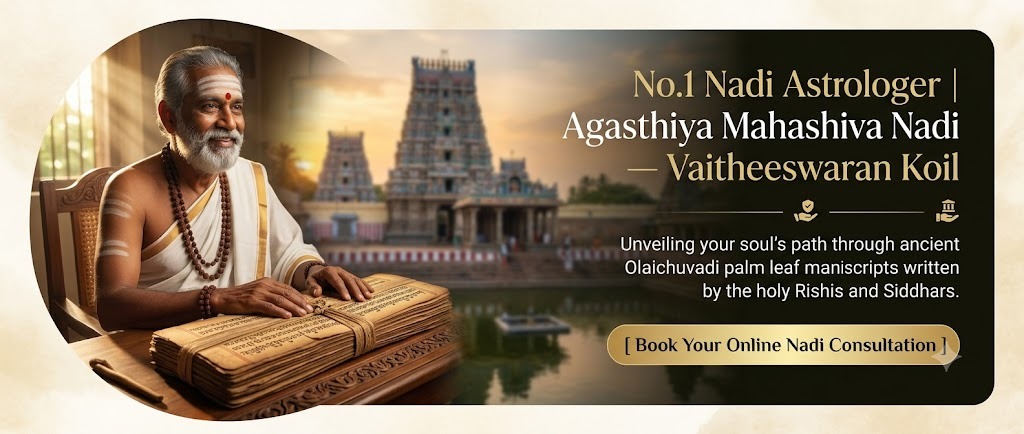 No.1 Nadi Astrologer |
Agasthiya Mahashiva Nadi
— Vaitheeswaran Koil
Unveiling your soul's path through ancient
Olaichuvadi palm leaf maniscripts written
by the holy Rishis and Siddhars.
[ Book Your Online Nadi Consultation ]